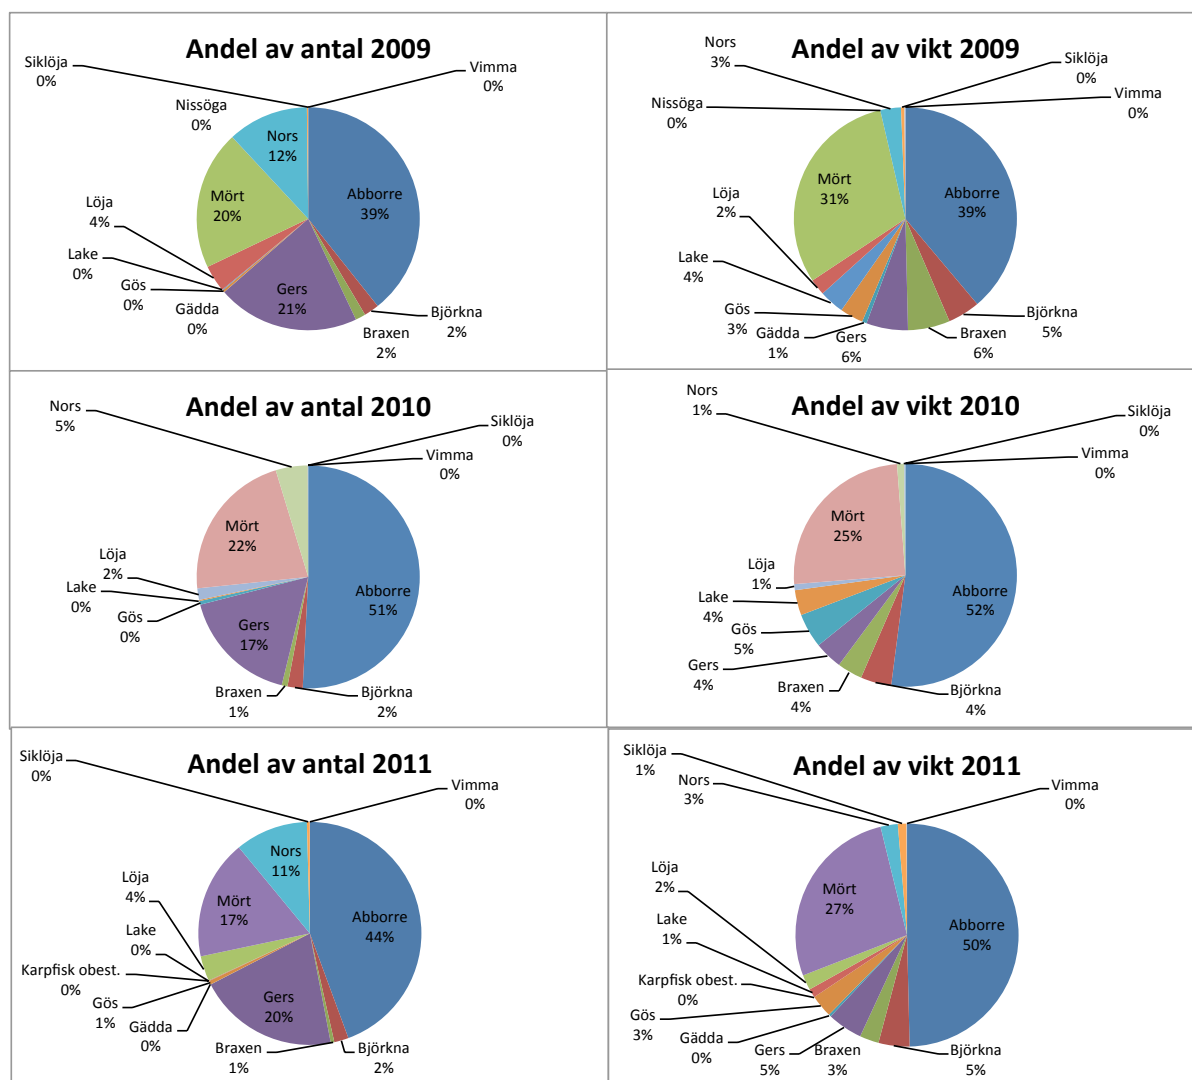 Andel av antal 2009
Siklöja
0%
Vimma
0%
Nissöga
0%
Nors
12%
Abborre
39%
Mört
20%
Löja
4%
Lake
0%
Gös
0%
Gädda
0%
Gers
21%
Braxen
2%
Björkna
2%
Andel av vikt 2009
Nors
3%
Siklöja
0%
Vimma
0%
Nissöga
0%
Mört
31%
Abborre
39%
Löja
2%
Lake
4%
Gös
3%
Gädda
1%
Gers
6%
Braxen
6%
Björkna
5%
Andel av antal 2010
Nors
5%
Siklöja
0%
Vimma
0%
Mört
22%
Löja
2%
Lake
0%
Gös
0%
Abborre
51%
Gers
17%
Braxen
1%
Björkna
2%
Andel av vikt 2010
Nors
1%
Siklöja
0%
Vimma
0%
Mört
25%
Löja
1%
Lake
4%
Gös
5%
Gers
4%
Abborre
52%
Braxen
4%
Björkna
4%
Andel av antal 2011
Siklöja
0%
Vimma
0%
Nors
11%
Löja
4%
Mört
17%
Abborre
44%
Lake
0%
Karpfisk obest.
0%
Gös
1%
Gädda
0%
Gers
20%
Braxen
1%
Björkna
2%
Andel av vikt 2011
Siklöja
1%
Nors
3%
Vimma
0%
Löja
2%
Mört
27%
Abborre
50%
Lake
1%
Karpfisk obest.
0%
Gös
3%
Gädda
0%
Gers
5%
Braxen
3%
Björkna
5%